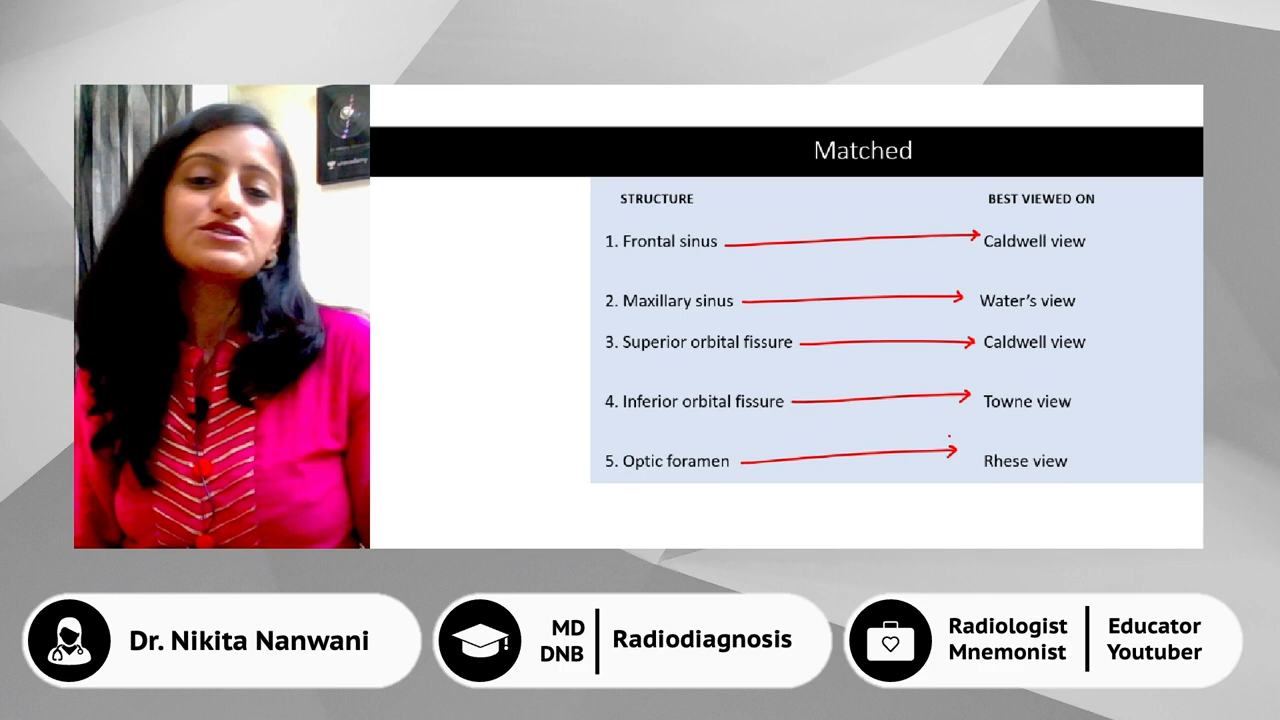 Matched
STRUCTURE BEST VIEWED ON
1. Frontal sinus Caldwell view
2. Maxillary sinus Water’s view
3. Superior orbital fissure Caldwell view
4. Inferior orbital fissure Towne view
5. Optic foramen Rhese view
Dr. Nikita Nanwani
MD
DNB
Radiodiagnosis
Radiologist
Mnemonist
Educator
Youtuber